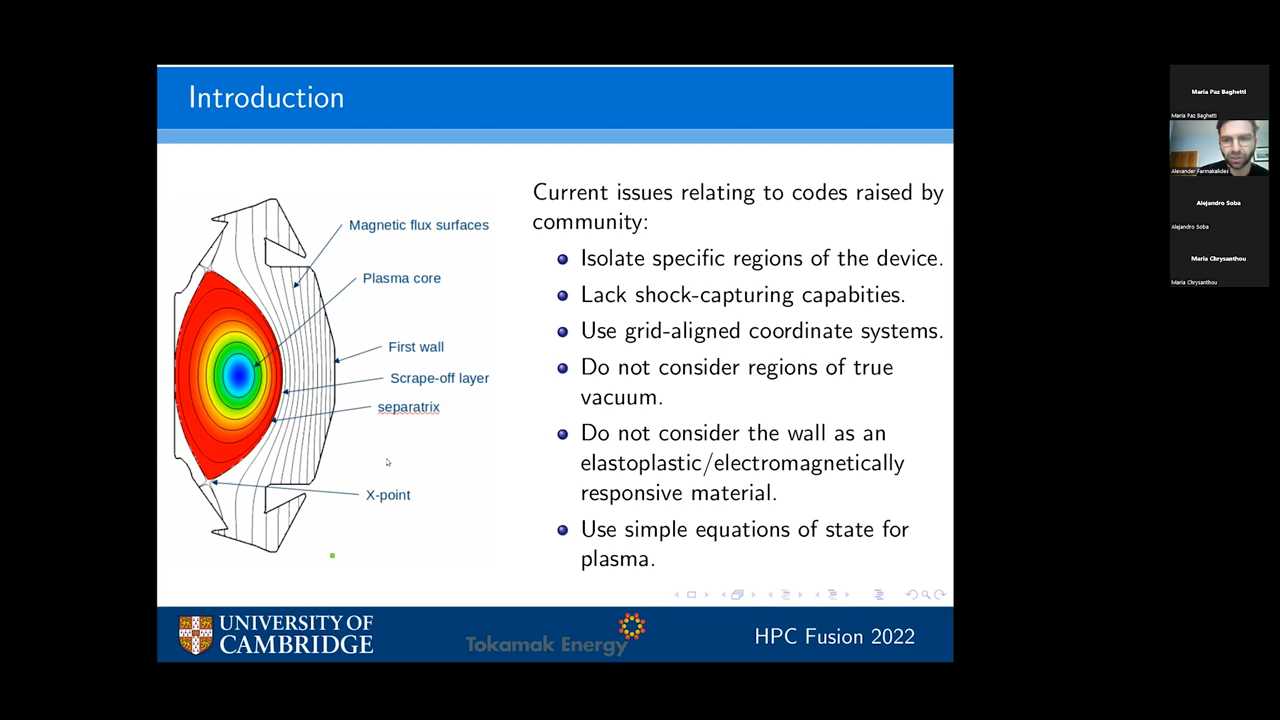 Introduction
Magnetic flux surfaces
Plasma core
First wall
Scrape-off layer
separatrix
X-point
Current issues relating to codes raised by
community:
Isolate specific regions of the device.
Lack shock-capturing capabities.
Use grid-aligned coordinate systems.
Do not consider regions of true
vacuum.
Do not consider the wall as an
elastoplastic/electromagnetically
responsive material.
Use simple equations of state for
plasma.
UNIVERSITY OF
CAMBRIDGE
Tokamak Energy
HPC Fusion 2022
María Paz Baghetti
María Paz Baghetti
Alexander Farmakalides
Alejandro Soba
Alejandro Soba
Maria Chrysanthou
Maria Chrysanthou